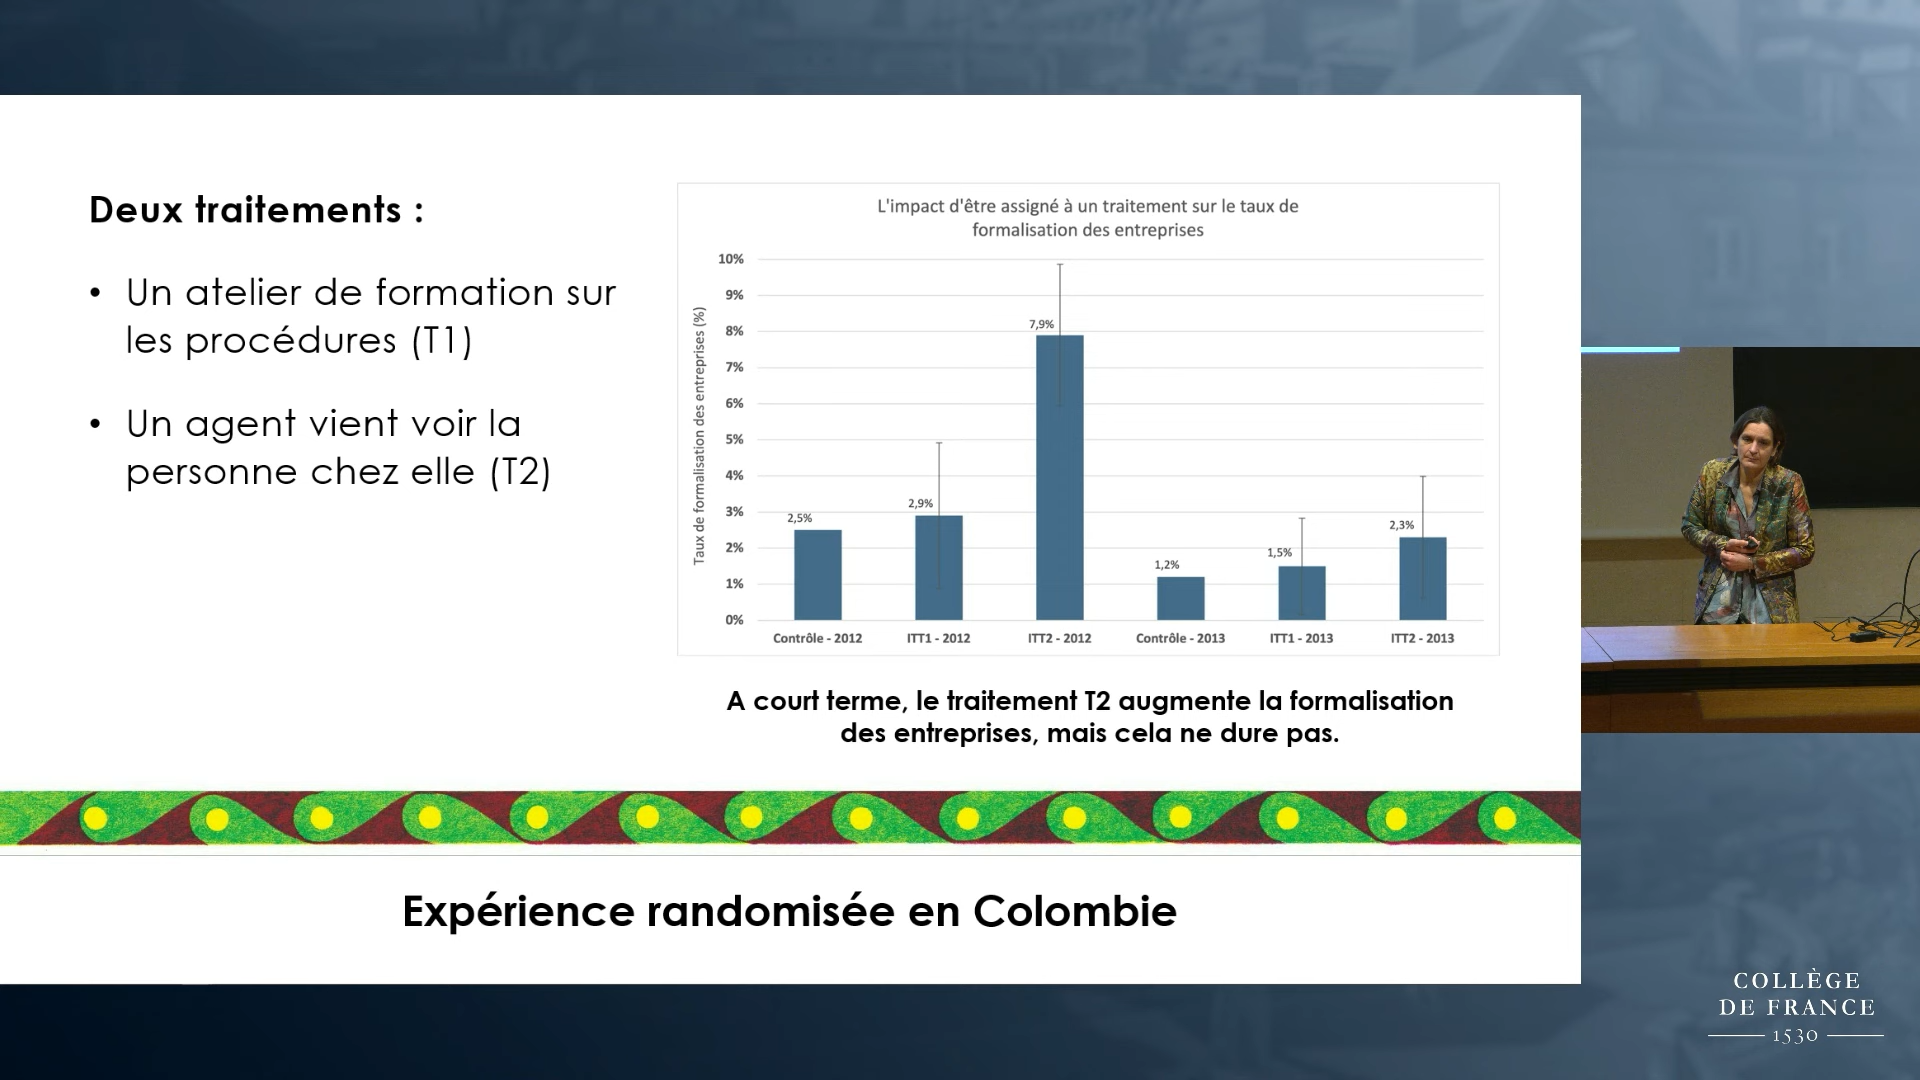 Deux traitements :
• Un atelier de formation sur
les procédures (T1)
• Un agent vient voir la
personne chez elle (T2)
L'impact d'être assigné à un traitement sur le taux de
formalisation des entreprises
Taux de formalisation des entreprises (%)
10%
9%
8%
7%
6%
5%
4%
3%
2%
1%
0%
2,5%
2,9%
7,9%
1,2%
1,5%
2,3%
Contrôle - 2012
ITT1 - 2012
ITT2 - 2012
Contrôle - 2013
ITT1 - 2013
ITT2 - 2013
A court terme, le traitement T2 augmente la formalisation
des entreprises, mais cela ne dure pas.
Expérience randomisée en Colombie
COLLÈGE
DE FRANCE
1530